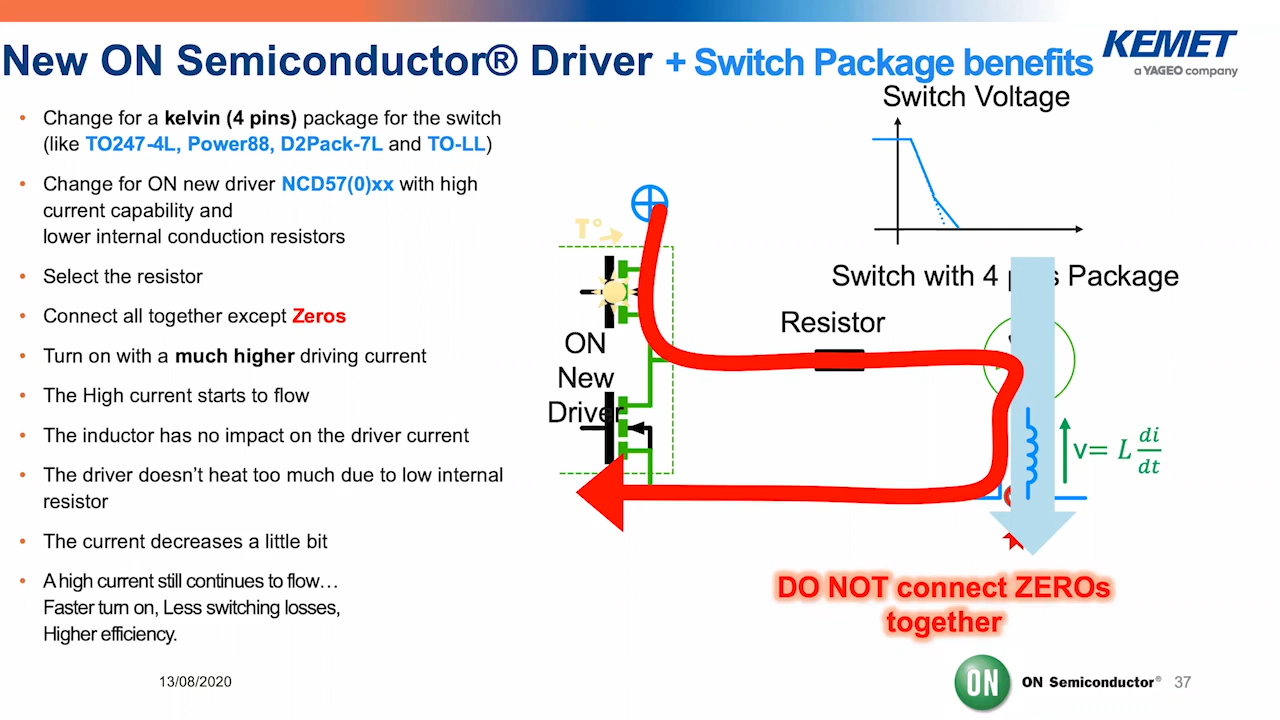 New ON Semiconductor® Driver + Switch Package benefits
KEMET
a YAGEO company
• Change for a kelvin (4 pins) package for the switch
(like TO247-4L, Power88, D2Pack-7L and TO-LL)
• Change for ON new driver NCD57(0)xx with high
current capability and
lower internal conduction resistors
• Select the resistor
• Connect all together except Zeros
• Turn on with a much higher driving current
• The High current starts to flow
• The inductor has no impact on the driver current
• The driver doesn't heat too much due to low internal
resistor
• The current decreases a little bit
• A high current still continues to flow…
Faster turn on, Less switching losses,
Higher efficiency.
Switch Voltage
T°
Switch with 4 Package
Resistor
ON
New
Driver
v= L di/dt
DO NOT connect ZEROs
together
13/08/2020
ON ON Semiconductor® 37